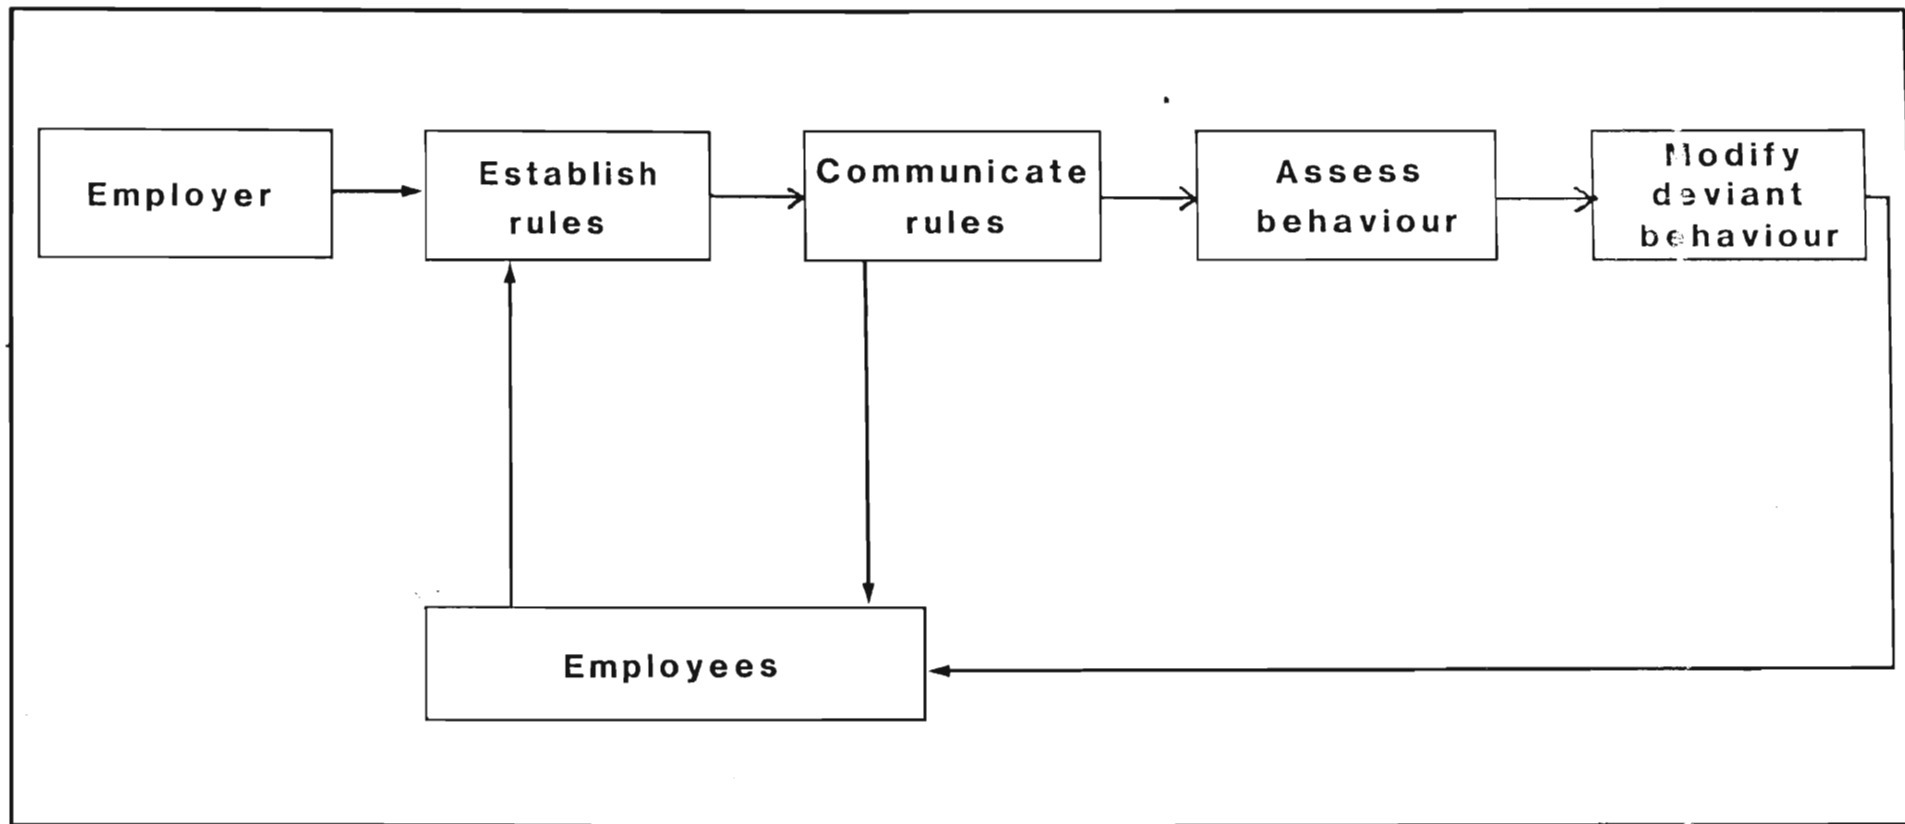 Employer
Establish
rules
Communicate
rules
Assess
behaviour
Modify
deviant
behaviour
Employees